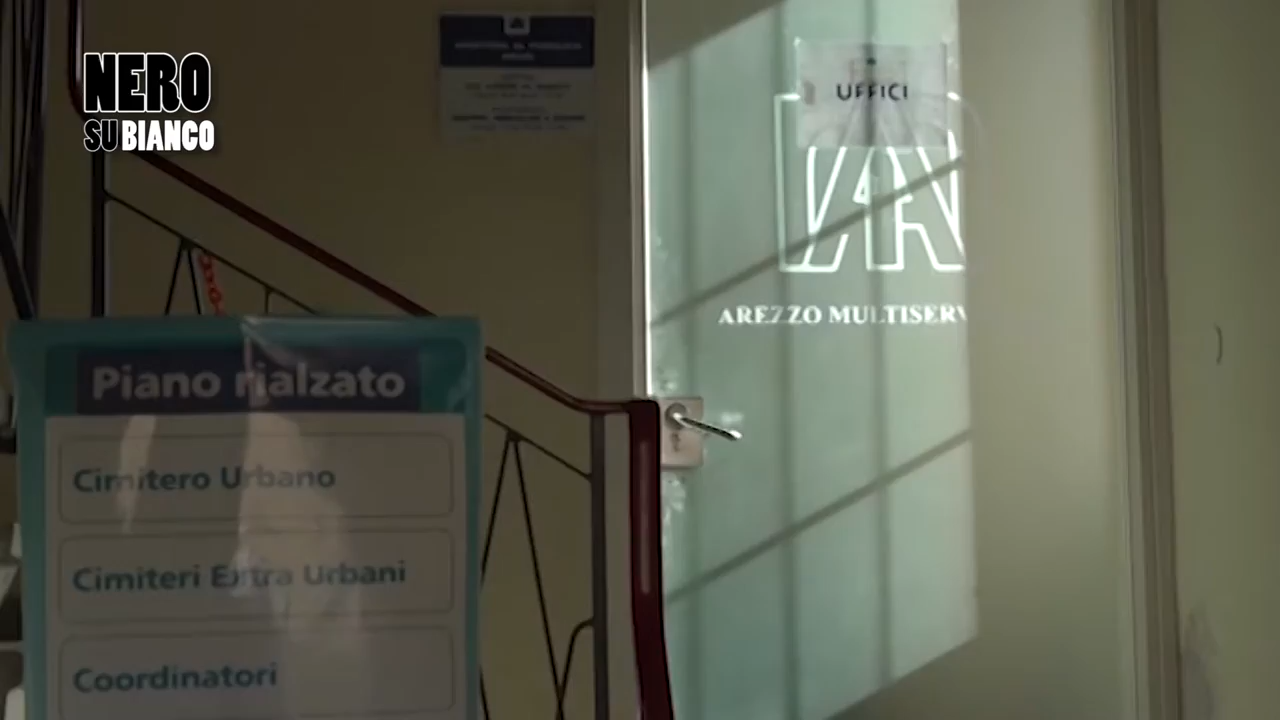 NERO
SU BIANCO
UFFICI
AREZZO MULTISERV
Piano rialzato
Cimitero Urbano
Cimiteri Extra Urbani
Coordinatori